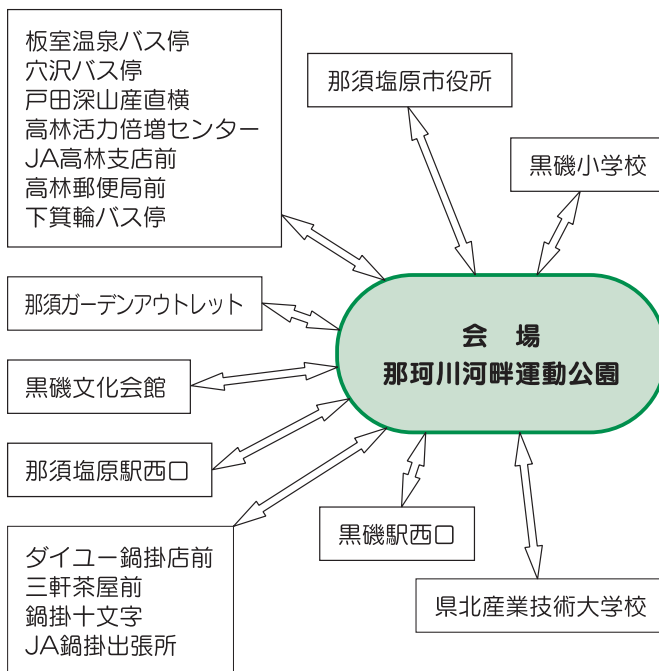 板室温泉バス停
穴沢バス停
戸田深山産直横
高林活力倍増センター
JA高林支店前
高林郵便局前
下箕輪バス停
那須塩原市役所
黒磯小学校
那須ガーデンアウトレット
会　場
那珂川河畔運動公園
黒磯文化会館
那須塩原駅西口
黒磯駅西口
ダイユー鍋掛店前
三軒茶屋前
鍋掛十文字
JA鍋掛出張所
県北産業技術大学校